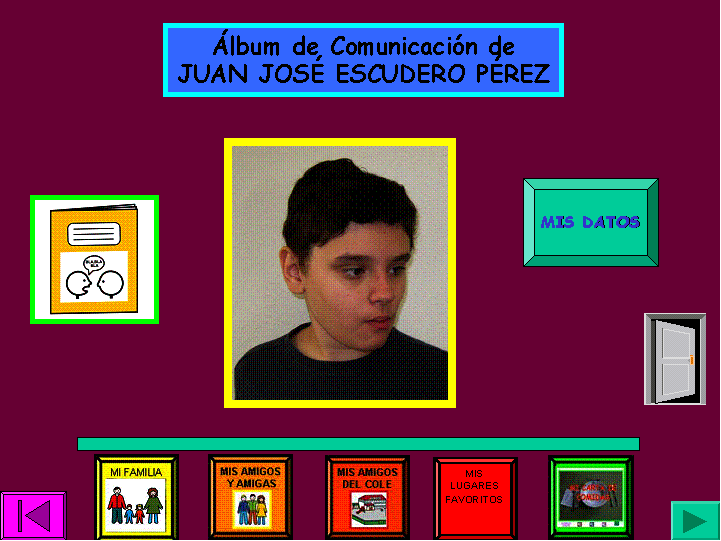 Álbum de Comunicación de
JUAN JOSÉ ESCUDERO PÉREZ
MIS DATOS
MI FAMILIA
MIS AMIGOS
Y AMIGAS
MIS AMIGOS
DEL COLE
MIS
LUGARES
FAVORITOS